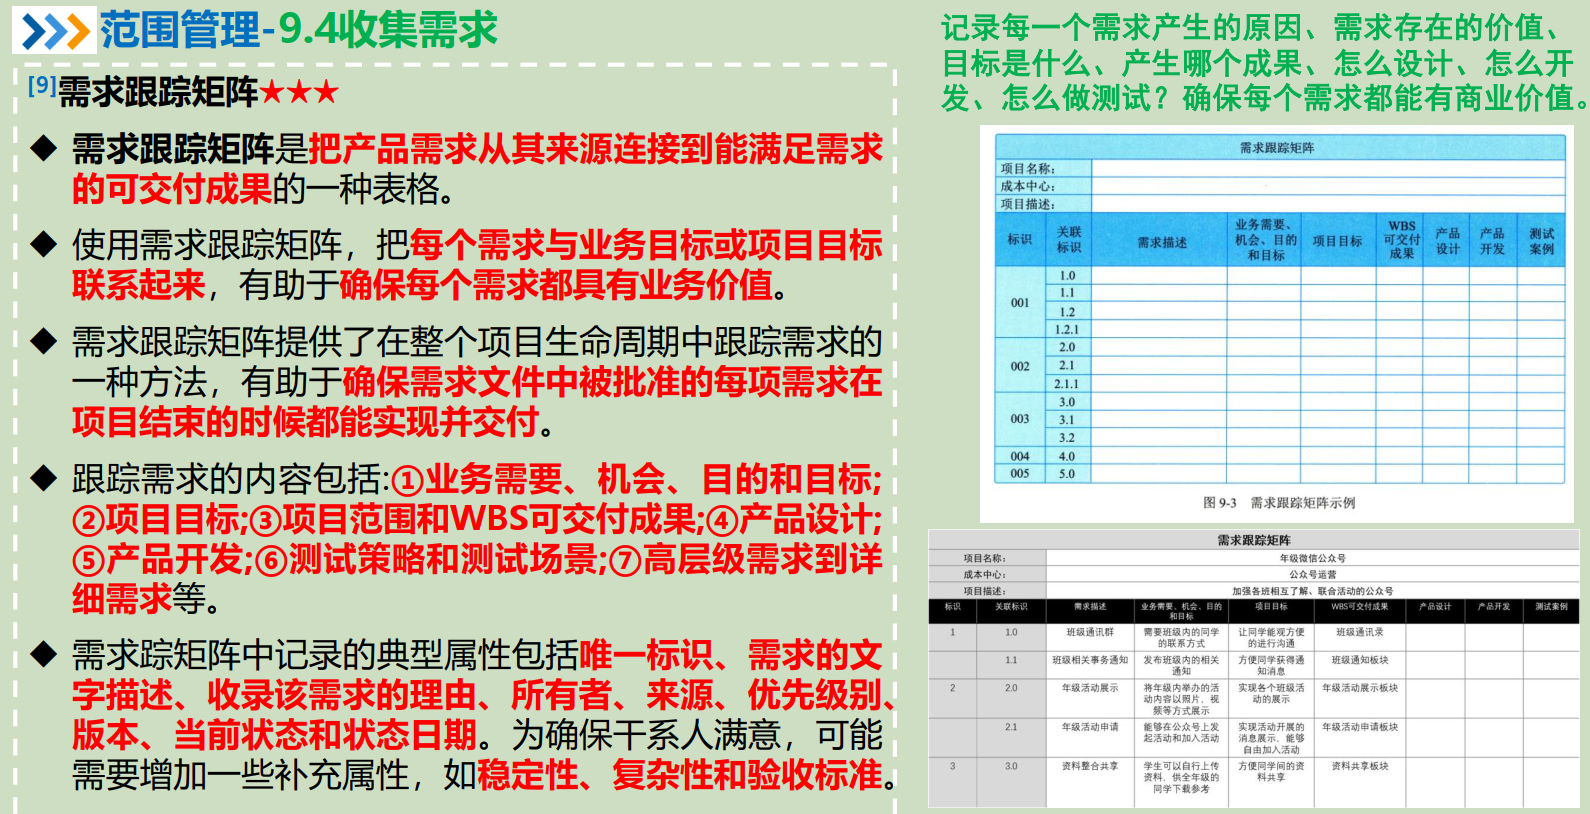 范围管理-9.4收集需求
[9]需求跟踪矩阵★★★
◆ 需求跟踪矩阵是把产品需求从其来源连接到能满足需求
的可交付成果的一种表格。
◆ 使用需求跟踪矩阵，把每个需求与业务目标或项目目标
联系起来，有助于确保每个需求都具有业务价值。
◆ 需求跟踪矩阵提供了在整个项目生命周期中跟踪需求的
一种方法，有助于确保需求文件中被批准的每项需求在
项目结束的时候都能实现并交付。
◆ 跟踪需求的内容包括:①业务需要、机会、目的和目标;
②项目目标;③项目范围和WBS可交付成果;④产品设计;
⑤产品开发;⑥测试策略和测试场景;⑦高层级需求到详
细需求等。
◆ 需求踪矩阵中记录的典型属性包括唯一标识、需求的文
字描述、收录该需求的理由、所有者、来源、优先级别、
版本、当前状态和状态日期。为确保干系人满意，可能
需要增加一些补充属性，如稳定性、复杂性和验收标准。
记录每一个需求产生的原因、需求存在的价值、
目标是什么、产生哪个成果、怎么设计、怎么开
发、怎么做测试？确保每个需求都能有商业价值。
需求跟踪矩阵
项目名称：
成本中心：
项目描述：
标识 关联标识 需求描述 业务需要、机会、目的和目标 项目目标 WBS可交付成果 产品设计 产品开发 测试案例
001 1.0
1.1
1.2
1.2.1
002 2.0
2.1
2.1.1
003 3.0
3.1
3.2
004 4.0
005 5.0
图 9-3 需求跟踪矩阵示例
需求跟踪矩阵
项目名称： 年级微信公众号
成本中心： 公众号运营
项目描述： 加强各班相互了解、联合活动的公众号
标识 关联标识 需求描述 业务需要、机会、目的和目标 项目目标 WBS可交付成果 产品设计 产品开发 测试案例
1 1.0 班级通讯群 需要班级内的同学的联系方式 让同学能观方便的进行沟通 班级通讯录
1.1 班级相关事务通知 发布班级内的相关通知 方便同学获得通知消息 班级通知板块
2 2.0 年级活动展示 将年级内举办的活动内容以照片、视频等方式展示 实现各个班级活动的展示 年级活动展示板块
2.1 年级活动申请 能够在公众号上发起活动和加入活动 实现活动开展的消息展示、能够自由加入活动 年级活动申请板块
3 3.0 资料整合共享 学生可以自行上传资料、供全年级的同学下载参考 方便同学间的资料共享 资料共享板块